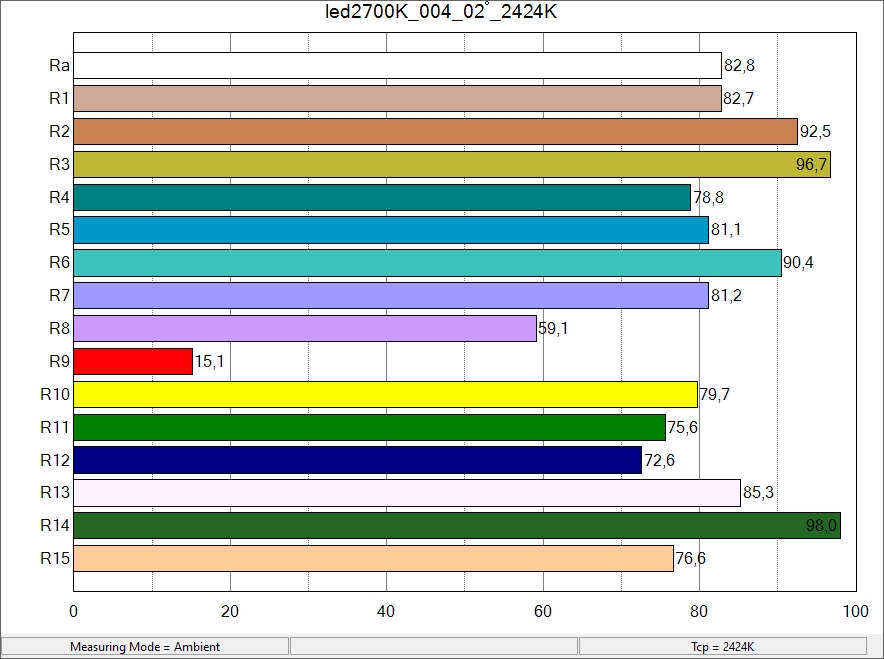 led2700K_004_02°_2424K
Ra 82,8
R1 82,7
R2 92,5
R3 96,7
R4 78,8
R5 81,1
R6 90,4
R7 81,2
R8 59,1
R9 15,1
R10 79,7
R11 75,6
R12 72,6
R13 85,3
R14 98,0
R15 76,6
0 20 40 60 80 100
Measuring Mode = Ambient Tcp = 2424K